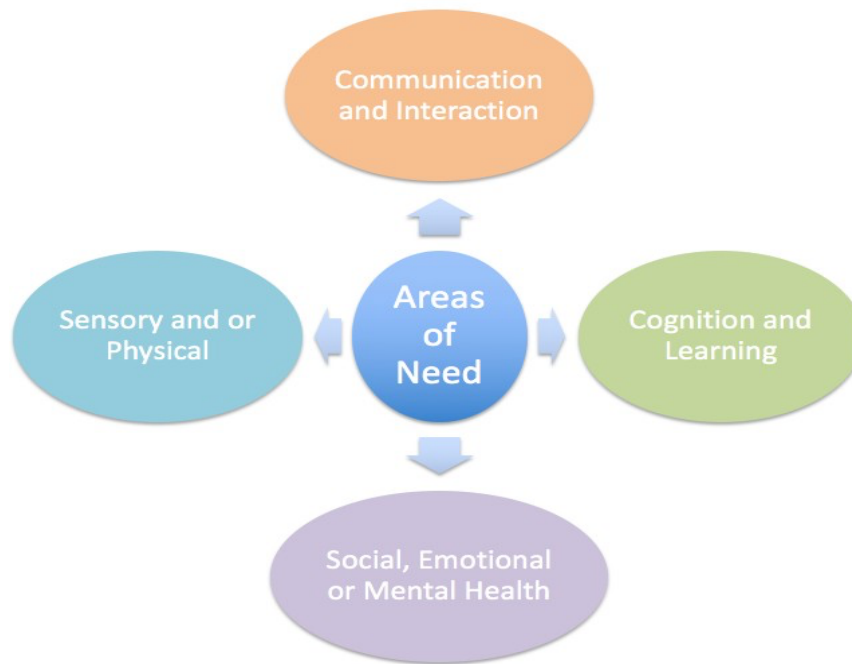 Communication
and Interaction
Sensory and or
Physical
Areas
of
Need
Cognition and
Learning
Social, Emotional
or Mental Health